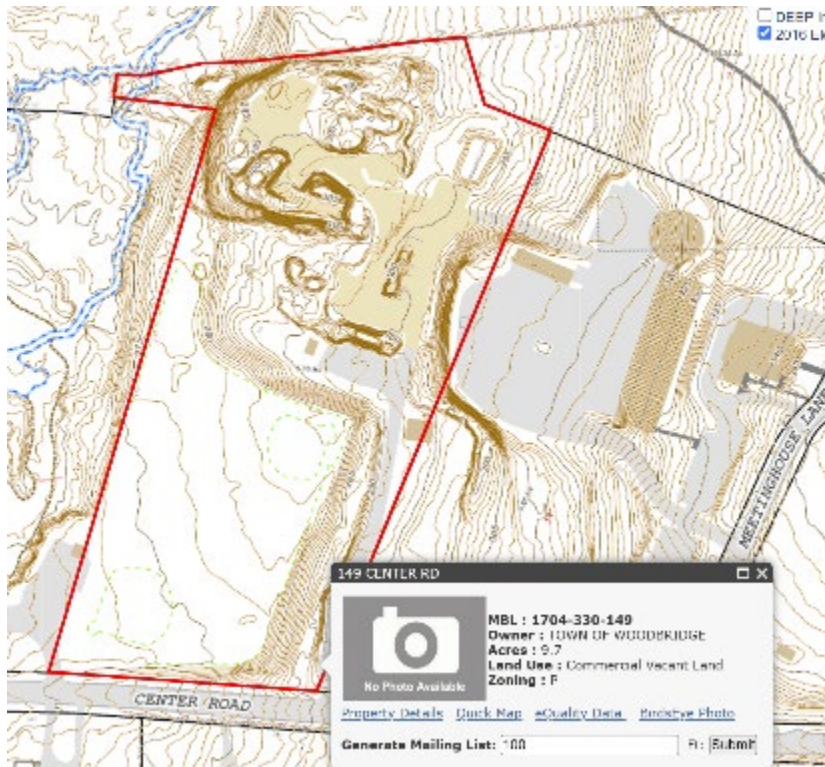 DEEP
2016
149 CENTER RD
MBL : 1704-330-149
Owner : TOWN OF WOODBRIDGE
Acres : 9.7
Land Use : Commercial Vacant Land
Zoning :
No Photo Available
Property Details Quick Map eQuality Data BirdsEye Photo
Generate Mailing List: 100 Ft: Submit
CENTER ROAD
MEETINGHOUSE LANE